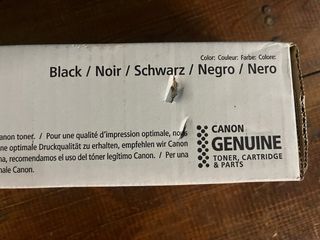 Color: Couleur: Farbe: Colore:
Black / Noir / Schwarz / Negro / Nero
anon toner. / Pour une qualité d'impression optimale, nous
ne optimale Druckqualität zu erhalten, empfehlen wir Canon
na, recomendamos el uso del tóner legítimo Canon. / Per una
nale Canon.
CANON
GENUINE
TONER, CARTRIDGE
& PARTS